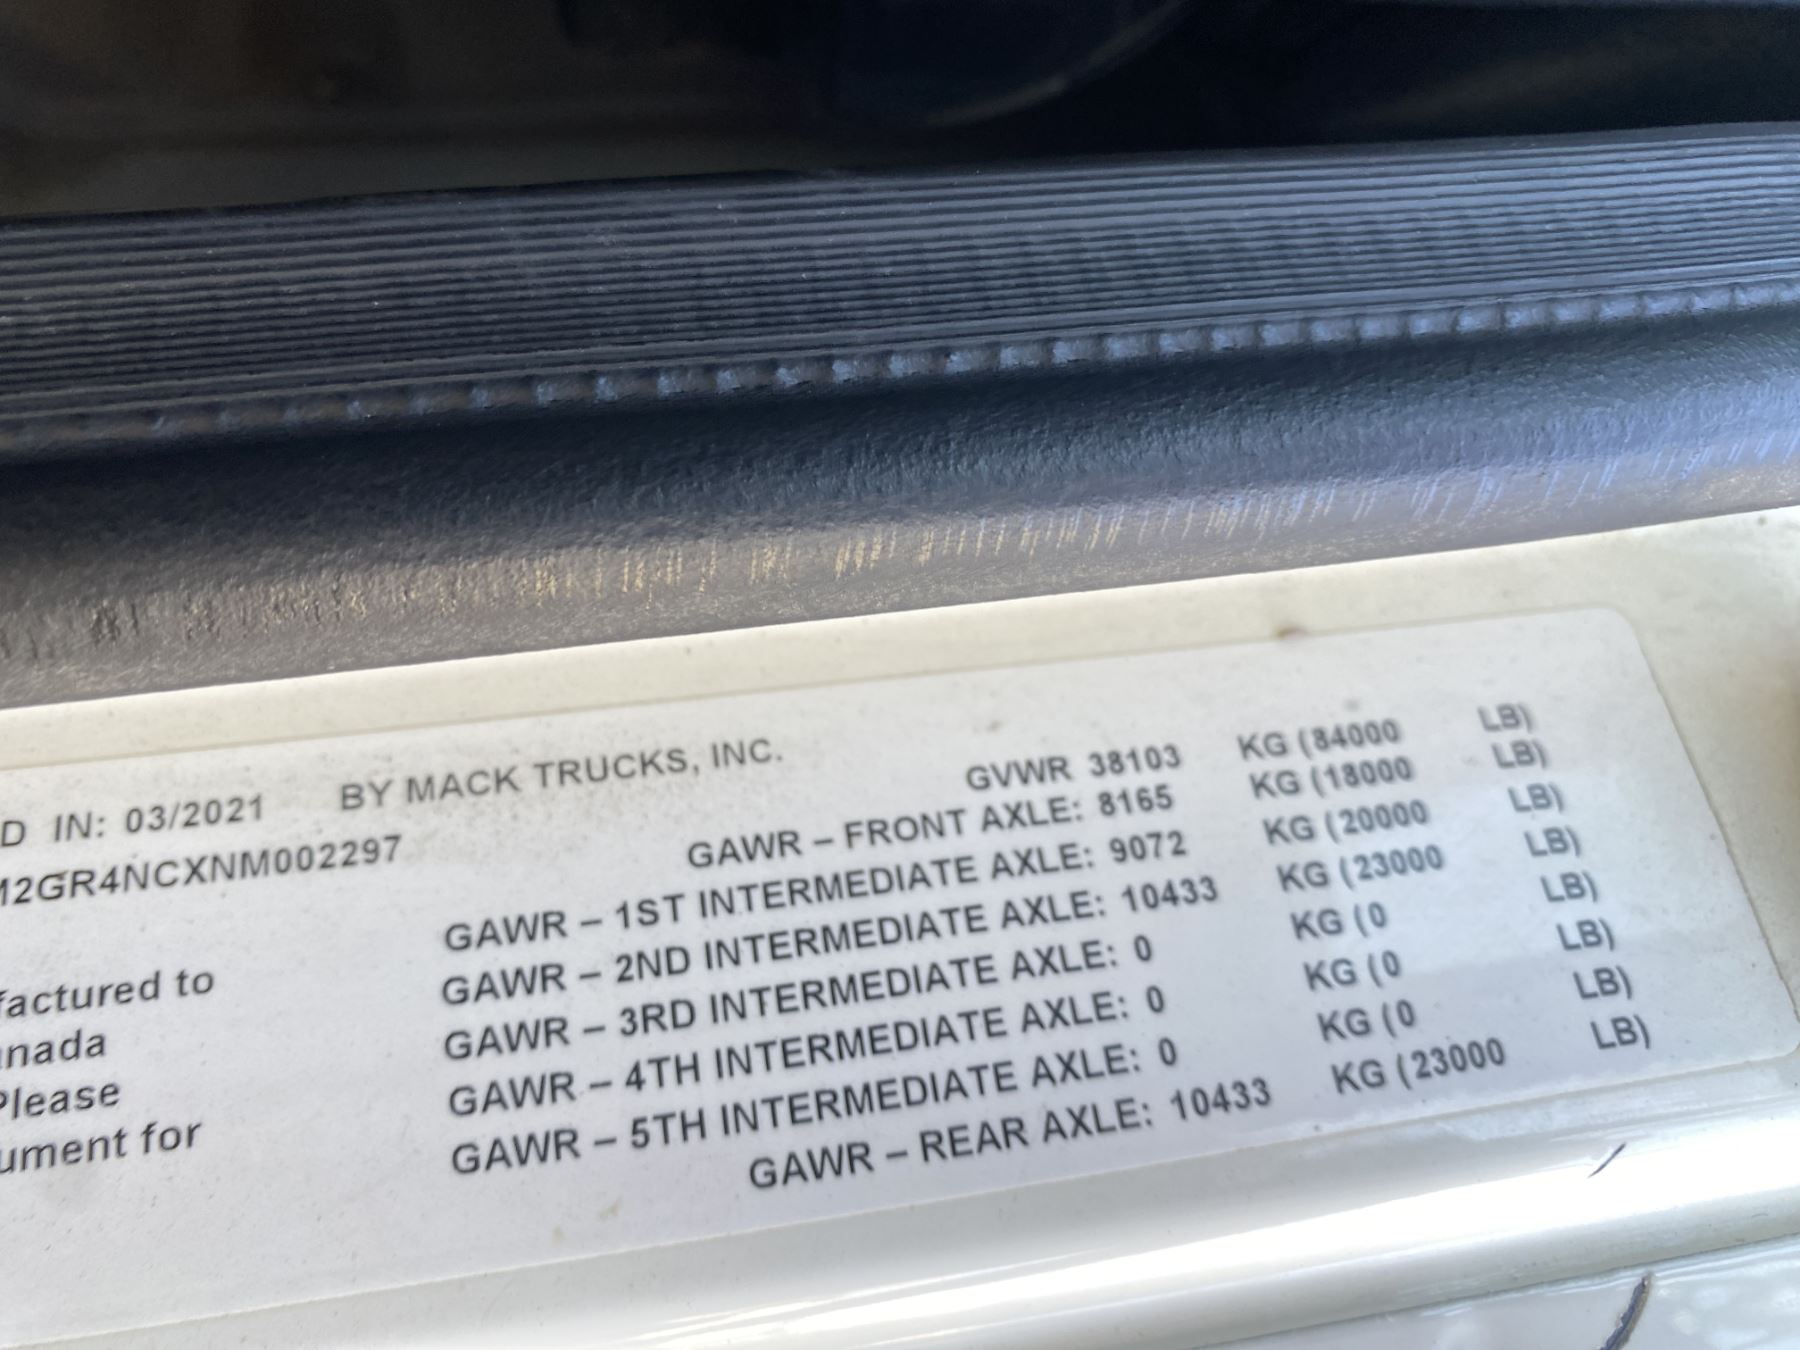 D IN: 03/2021 BY MACK TRUCKS, INC.
M2GR4NCXNM002297
factured to
anada
Please
ument for
GVWR 38103 KG (84000 LB)
GAWR – FRONT AXLE: 8165 KG (18000 LB)
GAWR – 1ST INTERMEDIATE AXLE: 9072 KG (20000 LB)
GAWR – 2ND INTERMEDIATE AXLE: 10433 KG (23000 LB)
GAWR – 3RD INTERMEDIATE AXLE: 0 KG (0 LB)
GAWR – 4TH INTERMEDIATE AXLE: 0 KG (0 LB)
GAWR – 5TH INTERMEDIATE AXLE: 0 KG (0 LB)
GAWR – REAR AXLE: 10433 KG (23000 LB)